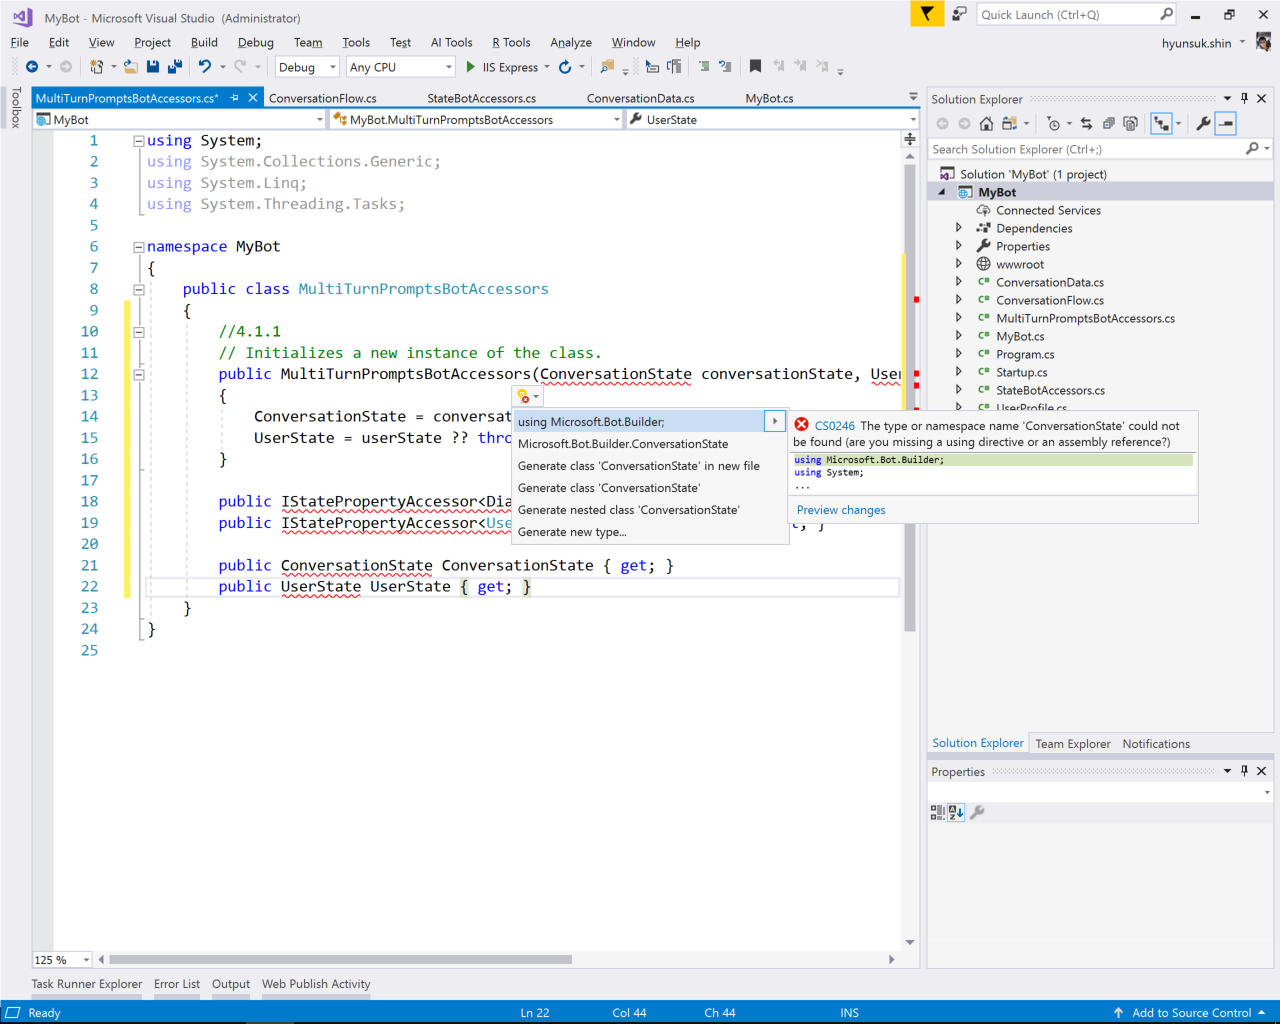 MyBot - Microsoft Visual Studio (Administrator)
Quick Launch (Ctrl+Q)
File Edit View Project Build Debug Team Tools Test AI Tools R Tools Analyze Window Help
hyunsuk.shin
Debug Any CPU IIS Express
Toolbox
MultiTurnPromptsBotAccessors.cs* ConversationFlow.cs StateBotAccessors.cs ConversationData.cs MyBot.cs
MyBot MyBot.MultiTurnPromptsBotAccessors UserState
1 using System;
2 using System.Collections.Generic;
3 using System.Linq;
4 using System.Threading.Tasks;
5
6 namespace MyBot
7 {
8 public class MultiTurnPromptsBotAccessors
9 {
10 //4.1.1
11 // Initializes a new instance of the class.
12 public MultiTurnPromptsBotAccessors(ConversationState conversationState, User
13 {
14 ConversationState = conversat
15 UserState = userState ?? thro
16 }
17
18 public IStatePropertyAccessor<Dia
19 public IStatePropertyAccessor<Use t; }
20
21 public ConversationState ConversationState { get; }
22 public UserState UserState { get; }
23 }
24 }
25
using Microsoft.Bot.Builder;
Microsoft.Bot.Builder.ConversationState
Generate class 'ConversationState' in new file
Generate class 'ConversationState'
Generate nested class 'ConversationState'
Generate new type...
CS0246 The type or namespace name 'ConversationState' could not
be found (are you missing a using directive or an assembly reference?)
using Microsoft.Bot.Builder;
using System;
...
Preview changes
Solution Explorer
Search Solution Explorer (Ctrl+;)
Solution 'MyBot' (1 project)
MyBot
Connected Services
Dependencies
Properties
wwwroot
C# ConversationData.cs
C# ConversationFlow.cs
C# MultiTurnPromptsBotAccessors.cs
C# MyBot.cs
C# Program.cs
C# Startup.cs
C# StateBotAccessors.cs
C# UserProfile.cs
Solution Explorer Team Explorer Notifications
Properties
125 %
Task Runner Explorer Error List Output Web Publish Activity
Ready Ln 22 Col 44 Ch 44 INS Add to Source Control